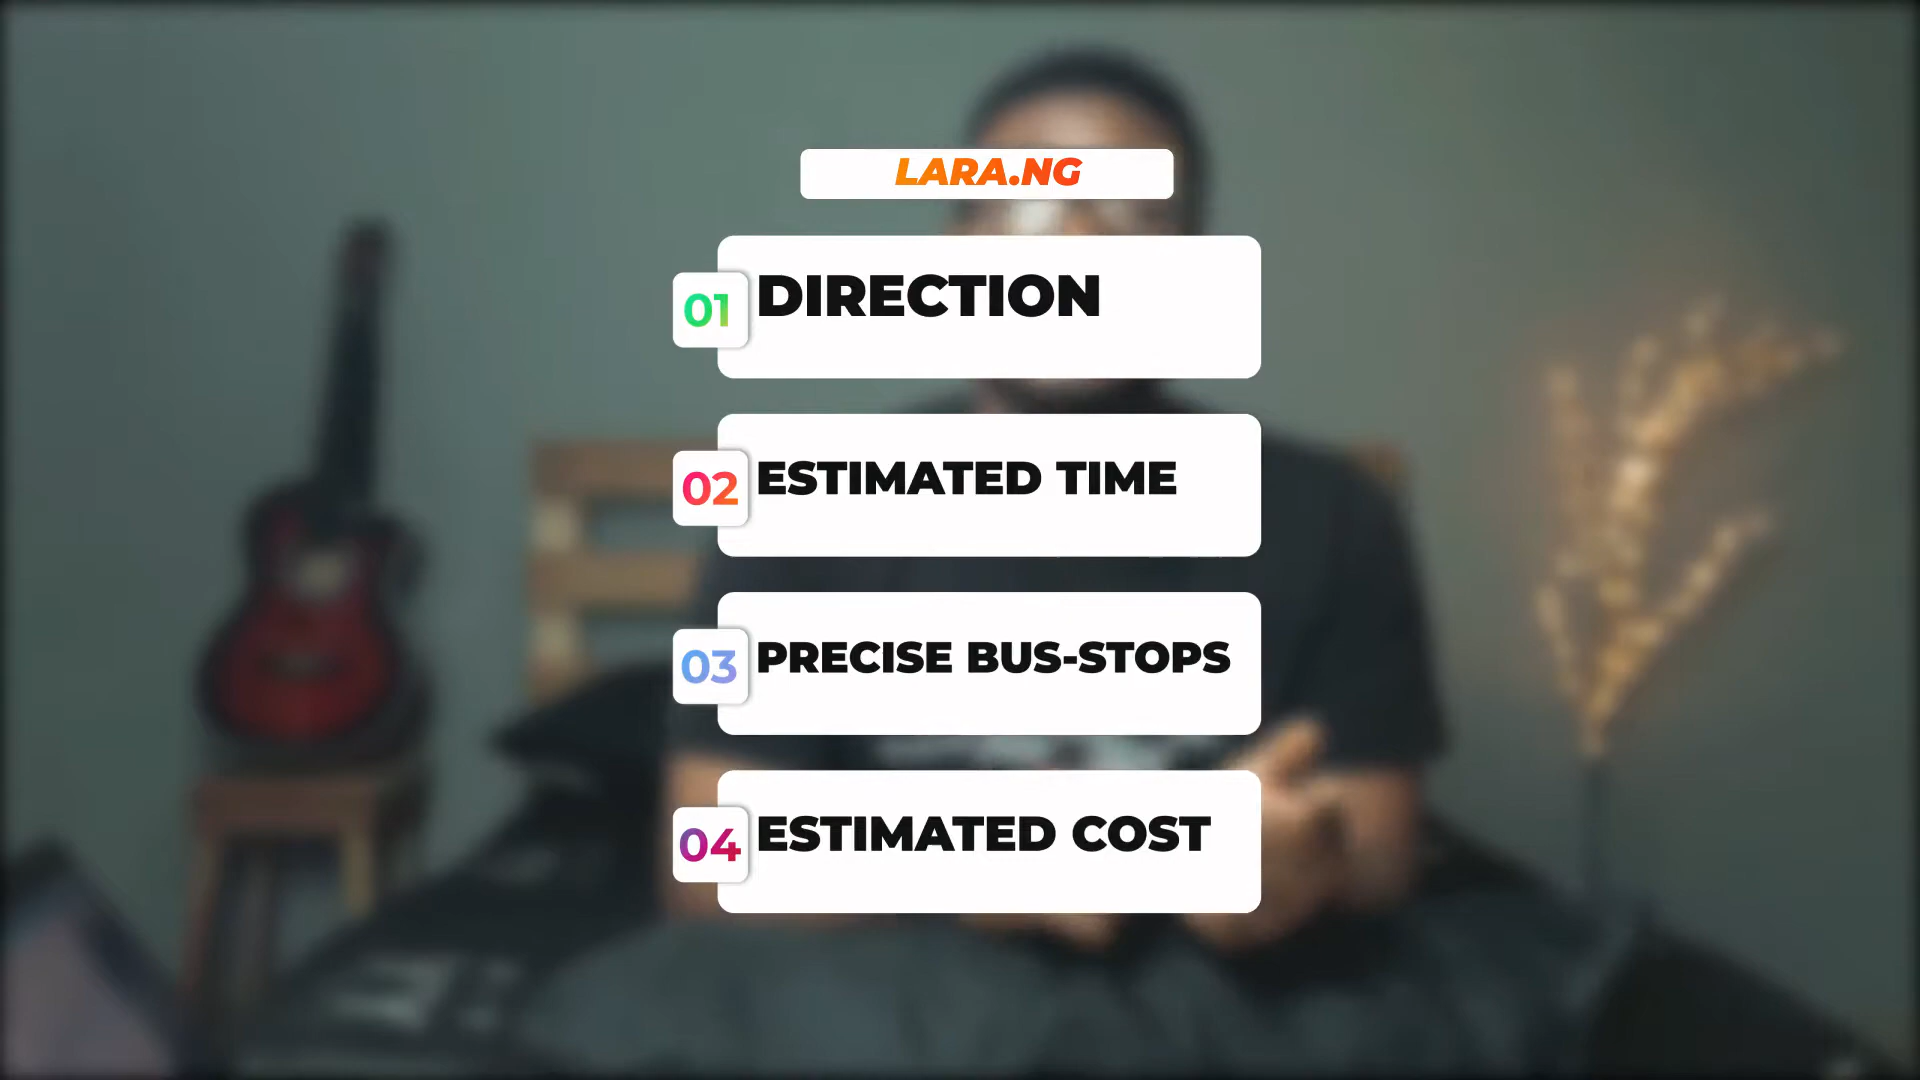 LARA.NG
01 DIRECTION
02 ESTIMATED TIME
03 PRECISE BUS-STOPS
04 ESTIMATED COST